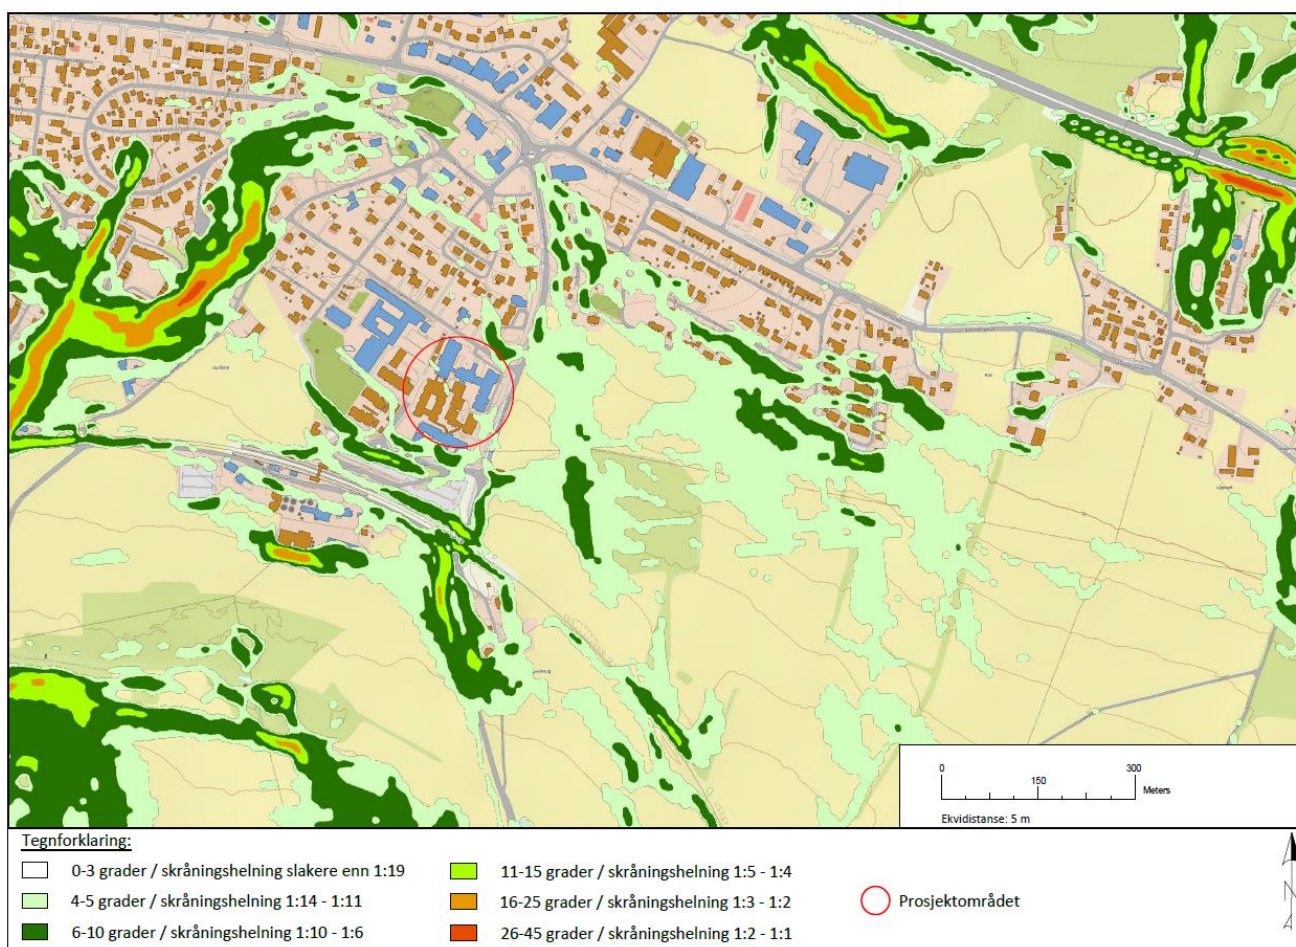 0
150
300
Meters
Ekvidistanse: 5 m
Tegnforklaring:
0-3 grader / skråningshelning slakere enn 1:19
4-5 grader / skråningshelning 1:14 - 1:11
6-10 grader / skråningshelning 1:10 - 1:6
11-15 grader / skråningshelning 1:5 - 1:4
16-25 grader / skråningshelning 1:3 - 1:2
26-45 grader / skråningshelning 1:2 - 1:1
Prosjektområdet
N